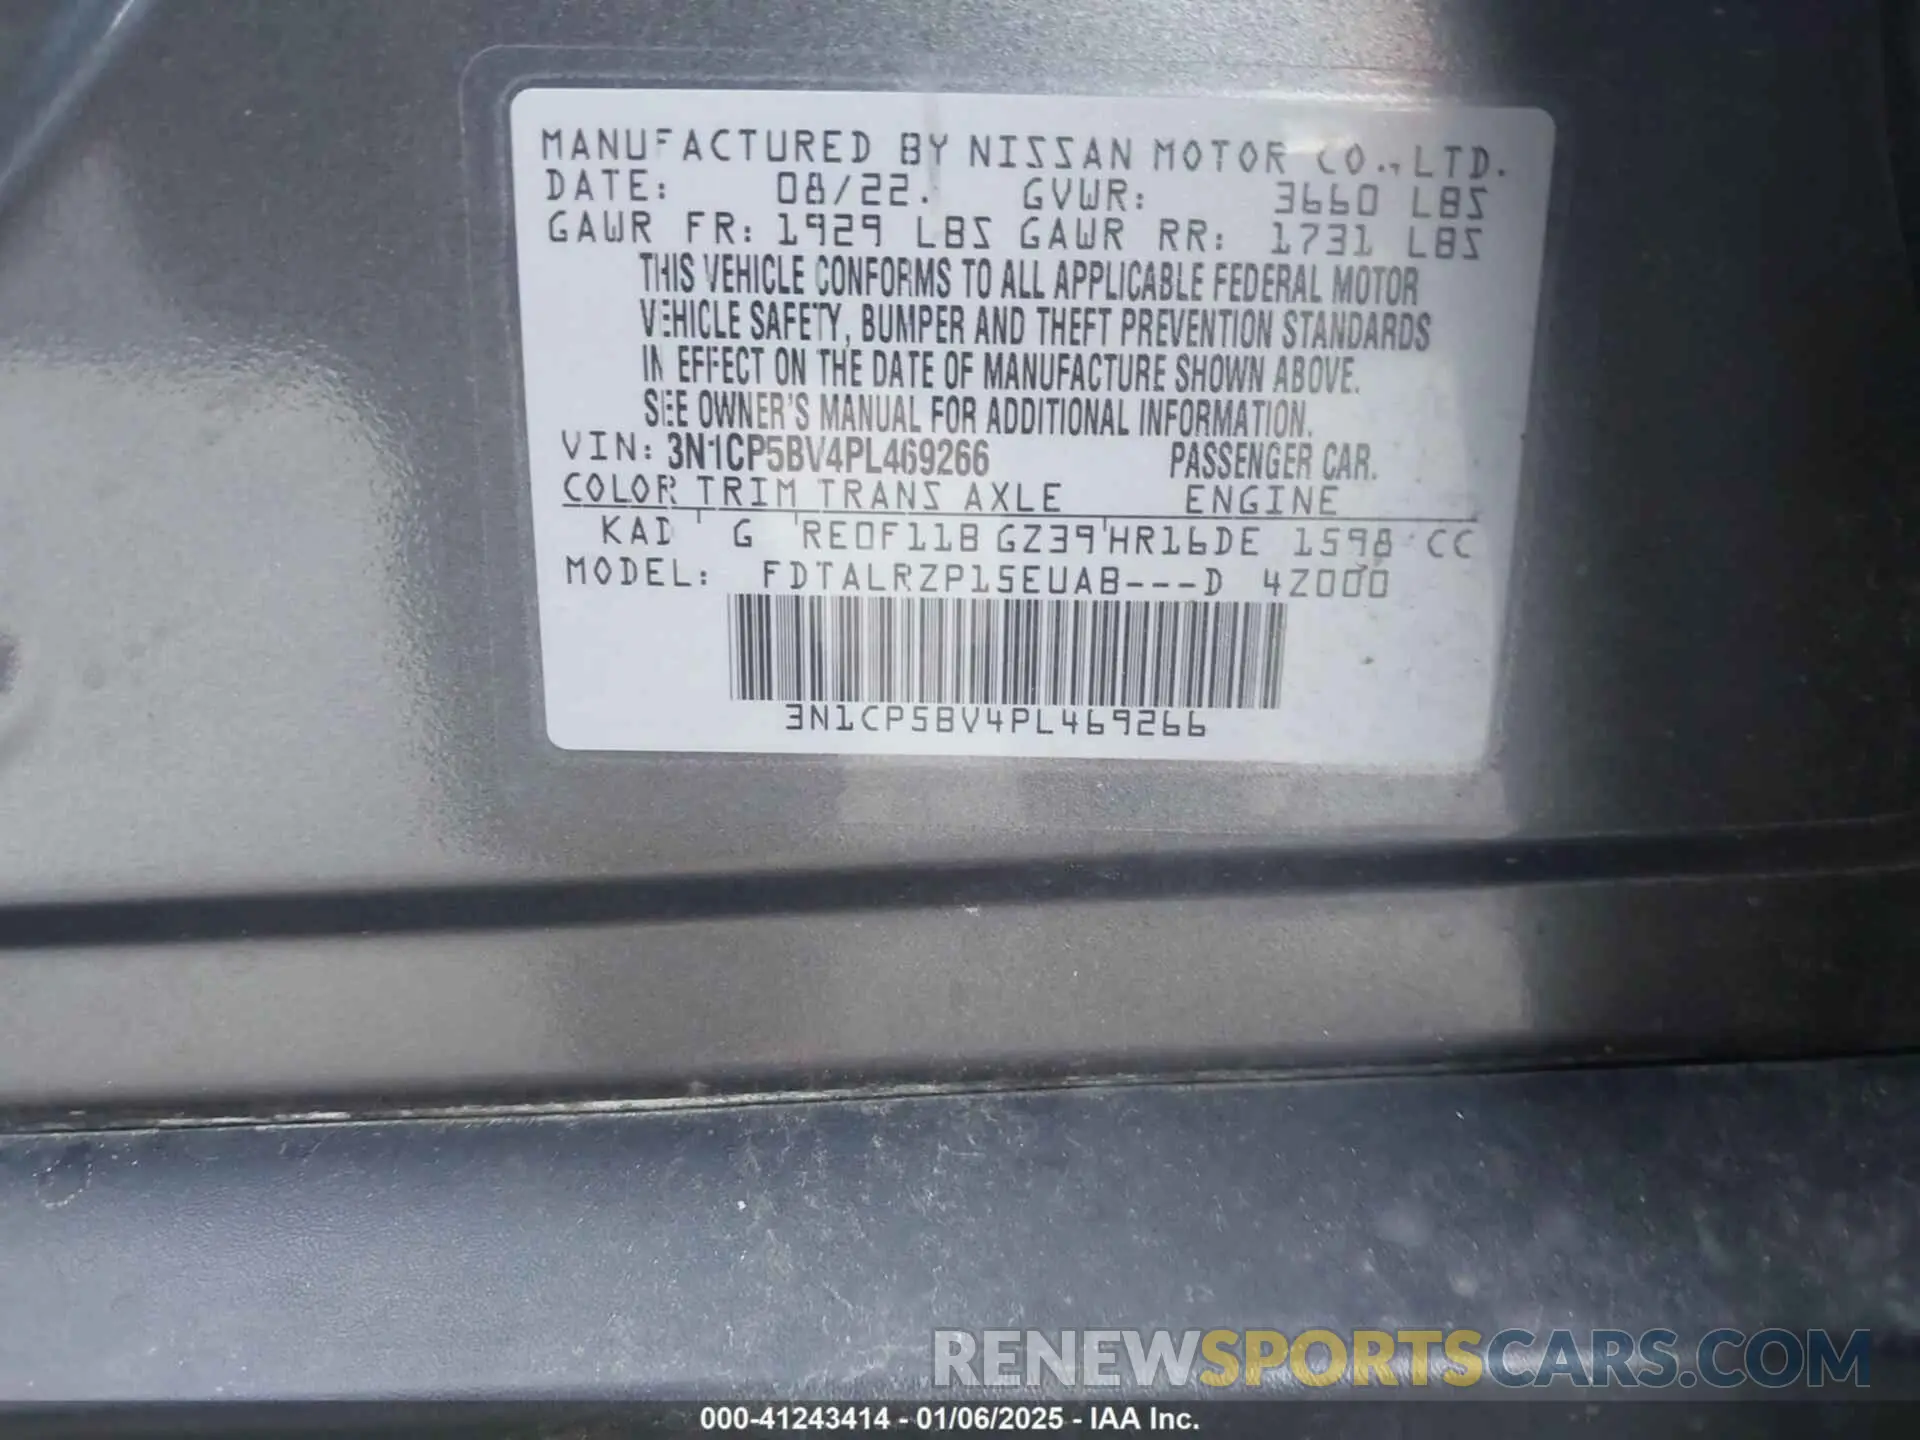 MANUFACTURED BY NISSAN MOTOR CO., LTD.
DATE: 08/22. GVWR: 3660 LBS
GAWR FR: 1929 LBS GAWR RR: 1731 LBS
THIS VEHICLE CONFORMS TO ALL APPLICABLE FEDERAL MOTOR
VEHICLE SAFETY, BUMPER AND THEFT PREVENTION STANDARDS
IN EFFECT ON THE DATE OF MANUFACTURE SHOWN ABOVE.
SEE OWNER'S MANUAL FOR ADDITIONAL INFORMATION.
VIN: 3N1CP5BV4PL469266 PASSENGER CAR.
COLOR TRIM TRANS AXLE ENGINE
KAD G RE0F11B GZ39 HR16DE 1598 CC
MODEL: FDTALRZP15EUAB---D 4Z000
3N1CP5BV4PL469266
RENEWSPORTSCARS.COM
000-41243414 - 01/06/2025 - IAA Inc.